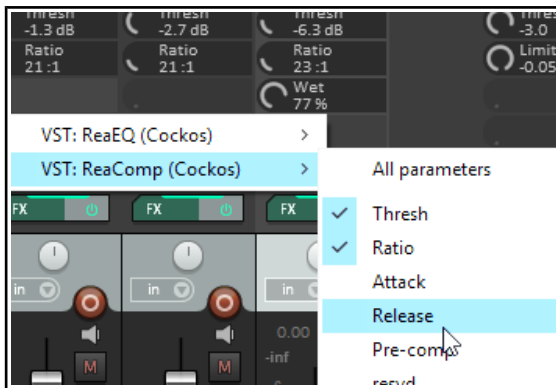 Thresh
-1.3 dB
Ratio
21:1
Thresh
-2.7 dB
Ratio
21:1
Thresh
-6.3 dB
Ratio
23:1
Wet
77 %
-3.0
Limit
-0.05
VST: ReaEQ (Cockos)
VST: ReaComp (Cockos)
All parameters
Thresh
Ratio
Attack
Release
Pre-comp
FX
FX
FX
in
in
in
0.00
-inf
M
M